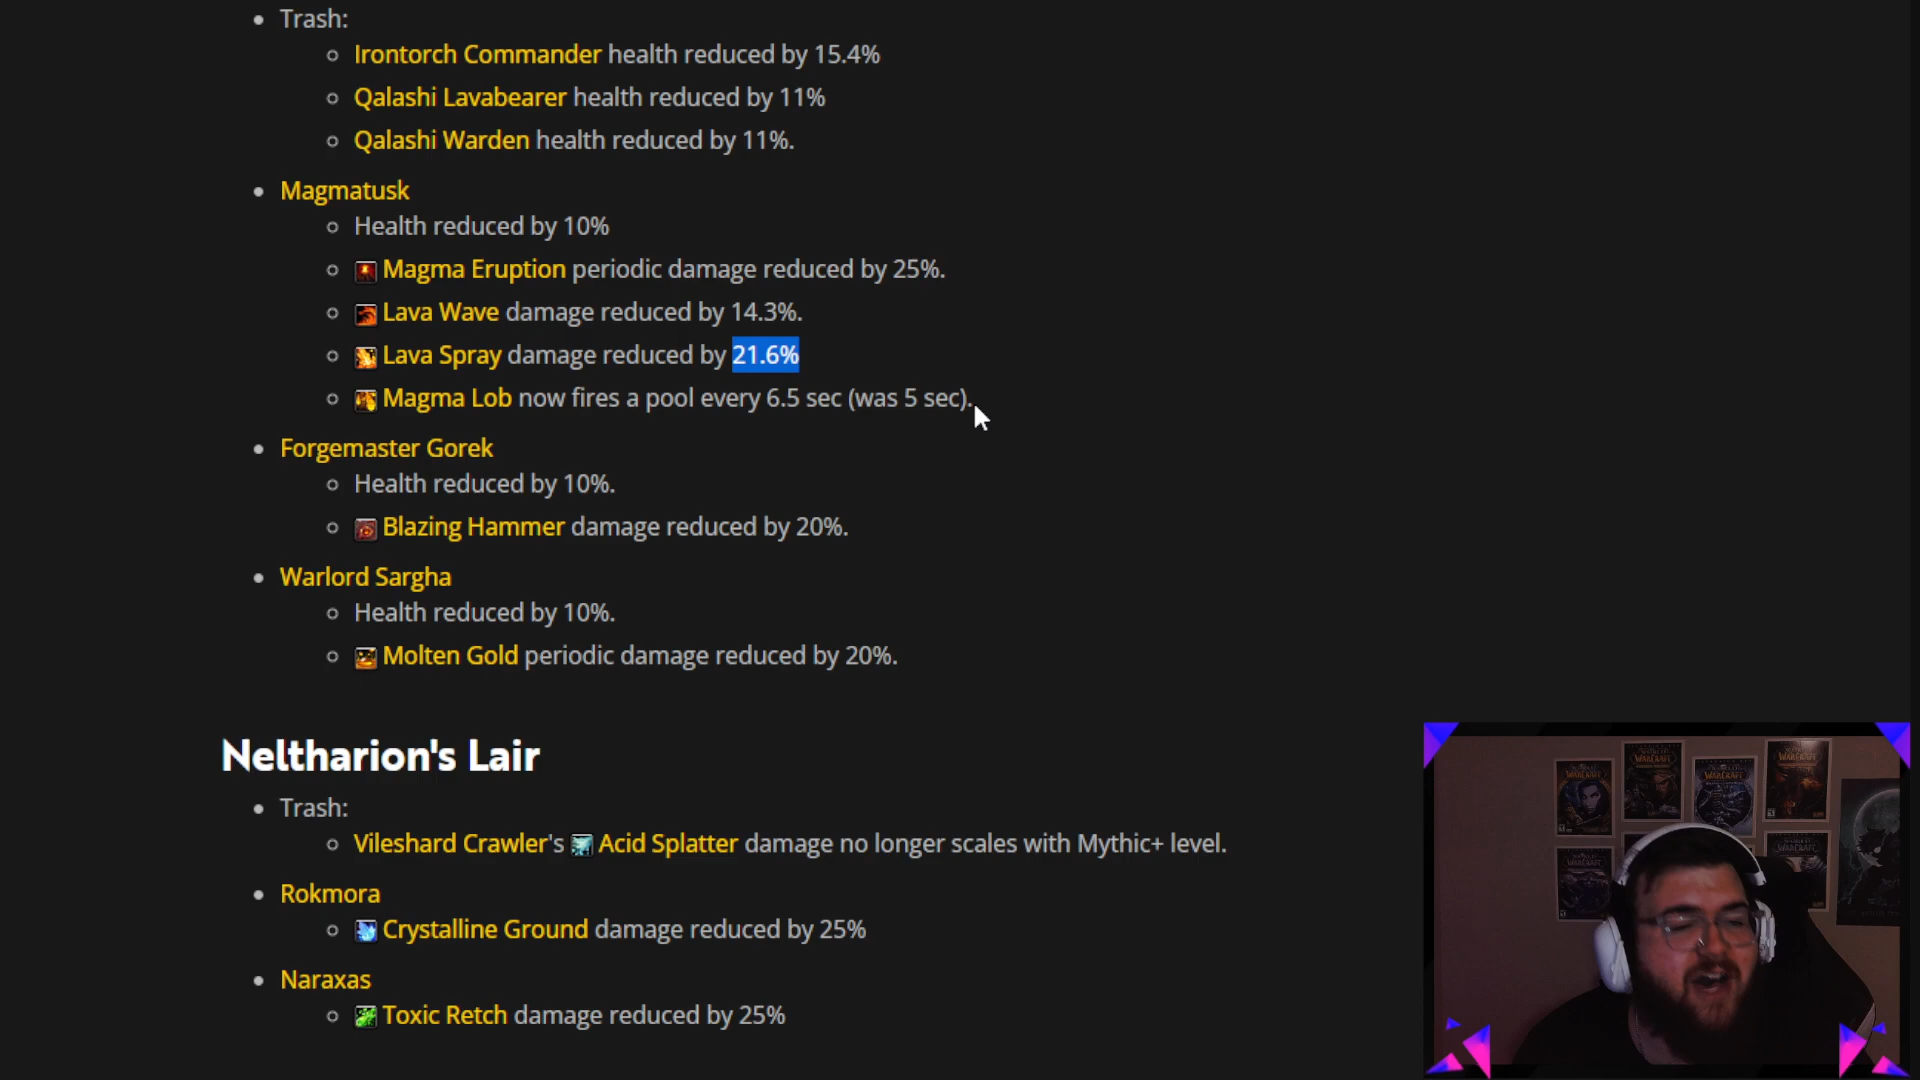 Trash:
Irontorch Commander health reduced by 15.4%
Qalashi Lavabearer health reduced by 11%
Qalashi Warden health reduced by 11%.
Magmatusk
Health reduced by 10%
Magma Eruption periodic damage reduced by 25%.
Lava Wave damage reduced by 14.3%.
Lava Spray damage reduced by 21.6%
Magma Lob now fires a pool every 6.5 sec (was 5 sec).
Forgemaster Gorek
Health reduced by 10%.
Blazing Hammer damage reduced by 20%.
Warlord Sargha
Health reduced by 10%.
Molten Gold periodic damage reduced by 20%.
Neltharion's Lair
Trash:
Vileshard Crawler's Acid Splatter damage no longer scales with Mythic+ level.
Rokmora
Crystalline Ground damage reduced by 25%
Naraxas
Toxic Retch damage reduced by 25%
WARCRAFT
WARCRAFT
WARCRAFT
WARCRAFT